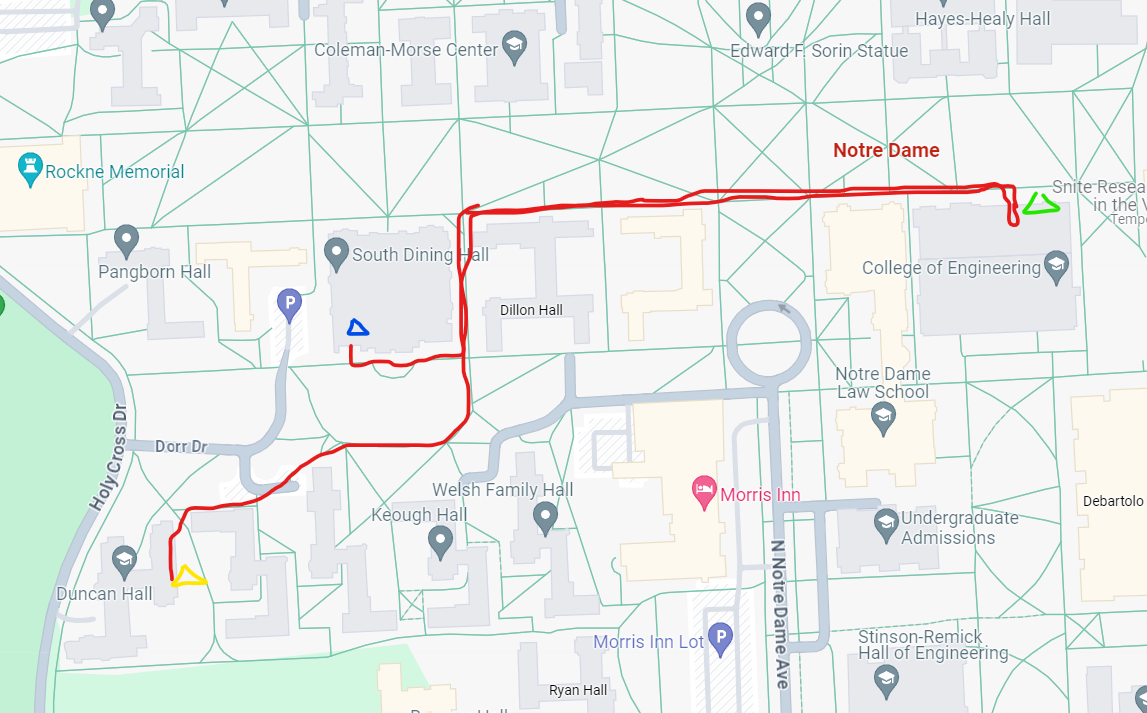 Hayes-Healy Hall
Coleman-Morse Center
Edward F. Sorin Statue
Notre Dame
Rockne Memorial
Snite Resea
in the V
Tempo
South Dining Hall
Pangborn Hall
College of Engineering
P
Dillon Hall
Notre Dame
Law School
Holy Cross Dr
Dorr Dr
Welsh Family Hall
Morris Inn
Debartolo
Keough Hall
Undergraduate
Admissions
N Notre Dame Ave
Duncan Hall
Morris Inn Lot
P
Stinson-Remick
Hall of Engineering
Ryan Hall